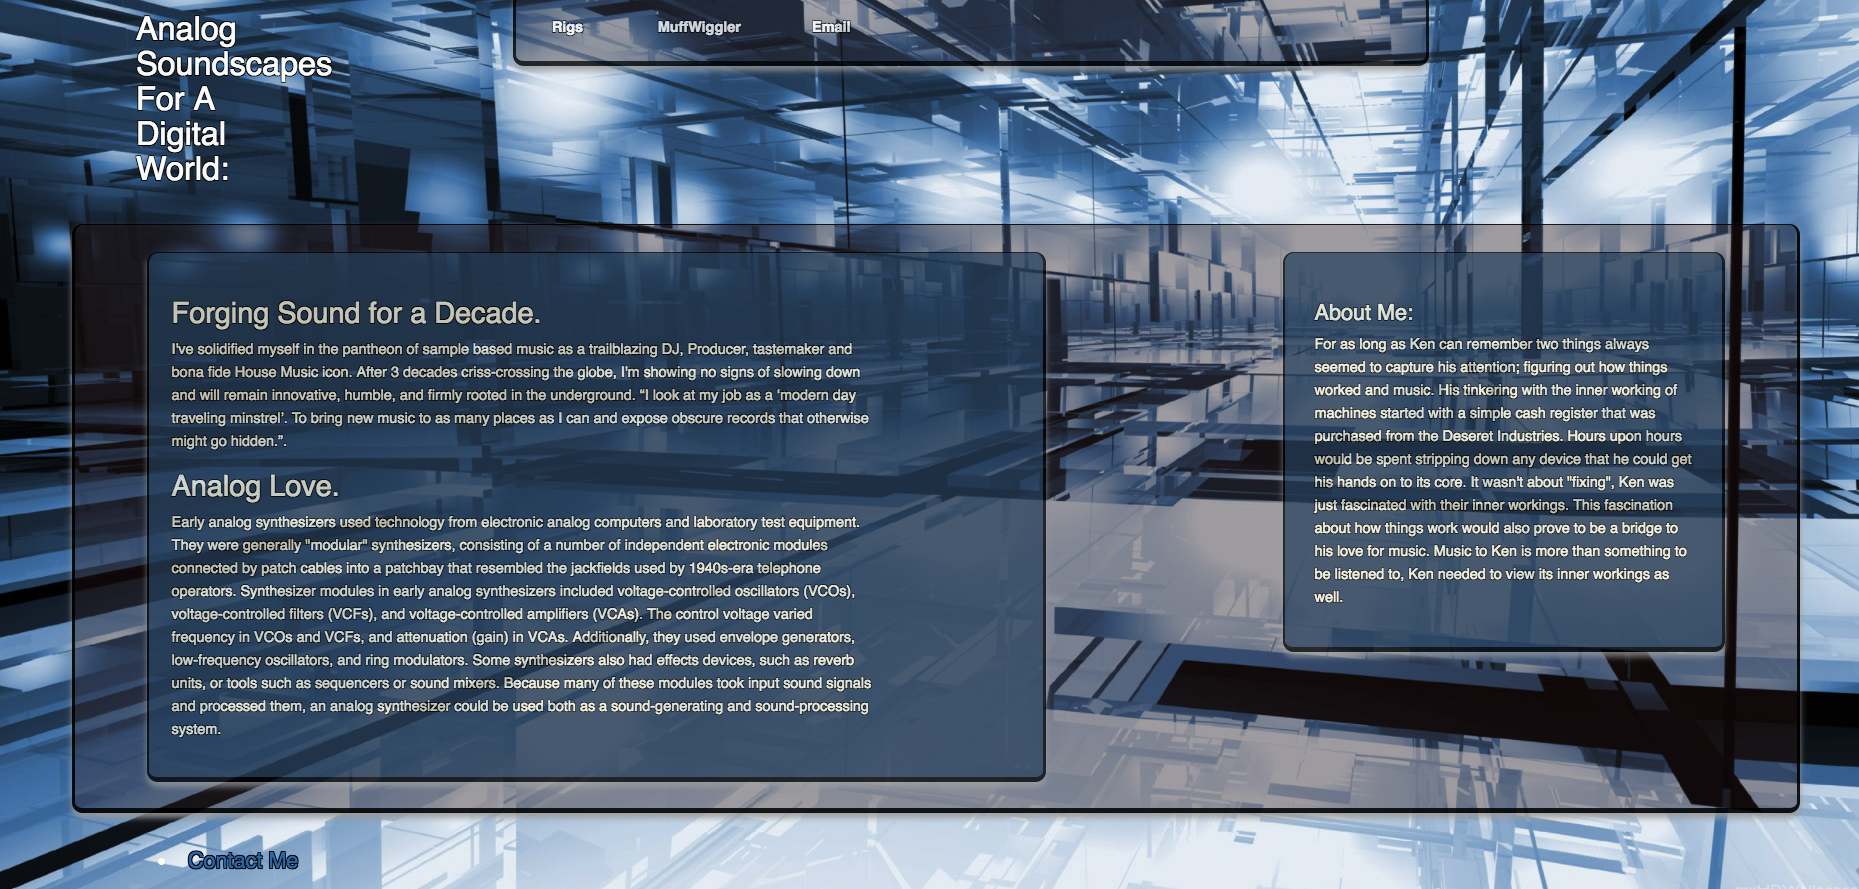 Analog
Soundscapes
For A
Digital
World:
Rigs MuffWiggler Email
Forging Sound for a Decade.
I've solidified myself in the pantheon of sample based music as a trailblazing DJ, Producer, tastemaker and
bona fide House Music icon. After 3 decades criss-crossing the globe, I'm showing no signs of slowing down
and will remain innovative, humble, and firmly rooted in the underground. “I look at my job as a ‘modern day
traveling minstrel’. To bring new music to as many places as I can and expose obscure records that otherwise
might go hidden.”.
Analog Love.
Early analog synthesizers used technology from electronic analog computers and laboratory test equipment.
They were generally "modular" synthesizers, consisting of a number of independent electronic modules
connected by patch cables into a patchbay that resembled the jackfields used by 1940s-era telephone
operators. Synthesizer modules in early analog synthesizers included voltage-controlled oscillators (VCOs),
voltage-controlled filters (VCFs), and voltage-controlled amplifiers (VCAs). The control voltage varied
frequency in VCOs and VCFs, and attenuation (gain) in VCAs. Additionally, they used envelope generators,
low-frequency oscillators, and ring modulators. Some synthesizers also had effects devices, such as reverb
units, or tools such as sequencers or sound mixers. Because many of these modules took input sound signals
and processed them, an analog synthesizer could be used both as a sound-generating and sound-processing
system.
About Me:
For as long as Ken can remember two things always
seemed to capture his attention; figuring out how things
worked and music. His tinkering with the inner working of
machines started with a simple cash register that was
purchased from the Deseret Industries. Hours upon hours
would be spent stripping down any device that he could get
his hands on to its core. It wasn't about "fixing", Ken was
just fascinated with their inner workings. This fascination
about how things work would also prove to be a bridge to
his love for music. Music to Ken is more than something to
be listened to, Ken needed to view its inner workings as
well.
Contact Me